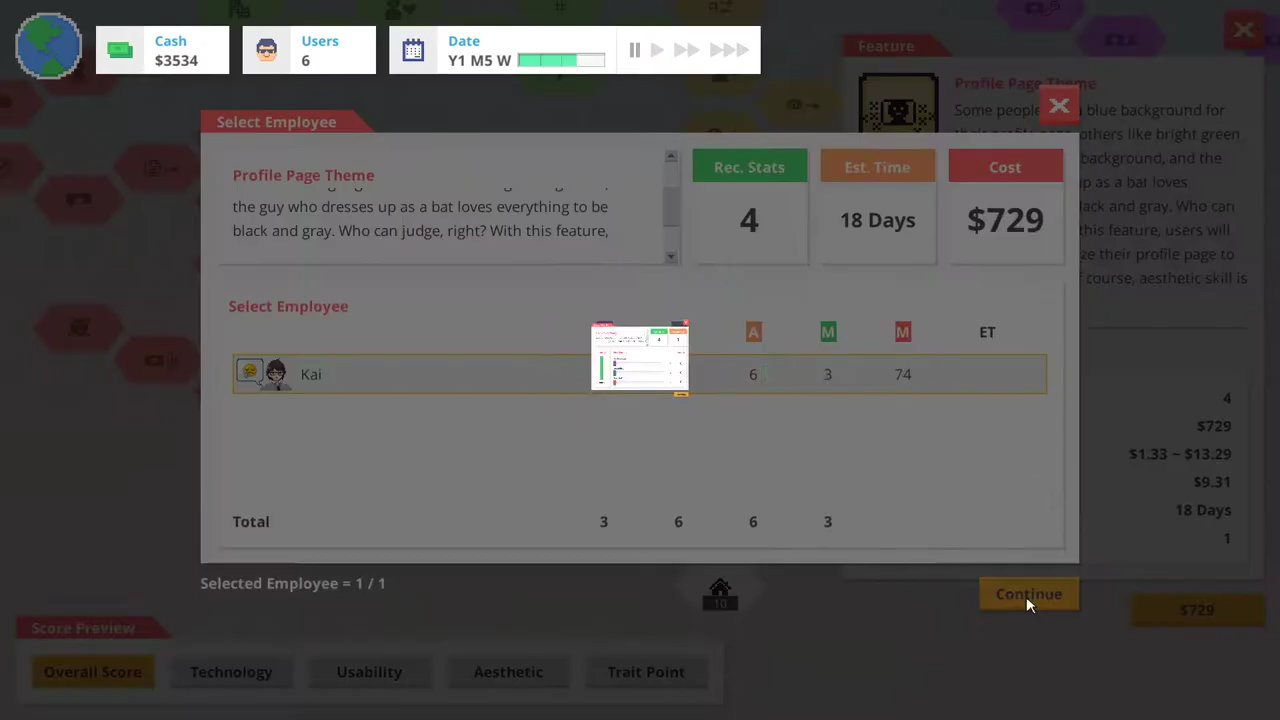 Cash
$3534
Users
6
Date
Y1 M5 W
Feature
Profile Page Theme
Some people
a blue background for
their profile page
others like bright green
background, and the
up as a bat loves
black and gray. Who can
this feature, users will
their profile page to
course, aesthetic skill is
Select Employee
Profile Page Theme
the guy who dresses up as a bat loves everything to be
black and gray. Who can judge, right? With this feature,
Rec. Stats
4
Est. Time
18 Days
Cost
$729
Select Employee
A M M ET
Kai 6 3 74
Total 3 6 6 3
4
$729
$1.33 ~ $13.29
$9.31
18 Days
1
Selected Employee = 1 / 1
10
Continue
$729
Score Preview
Overall Score
Technology
Usability
Aesthetic
Trait Point